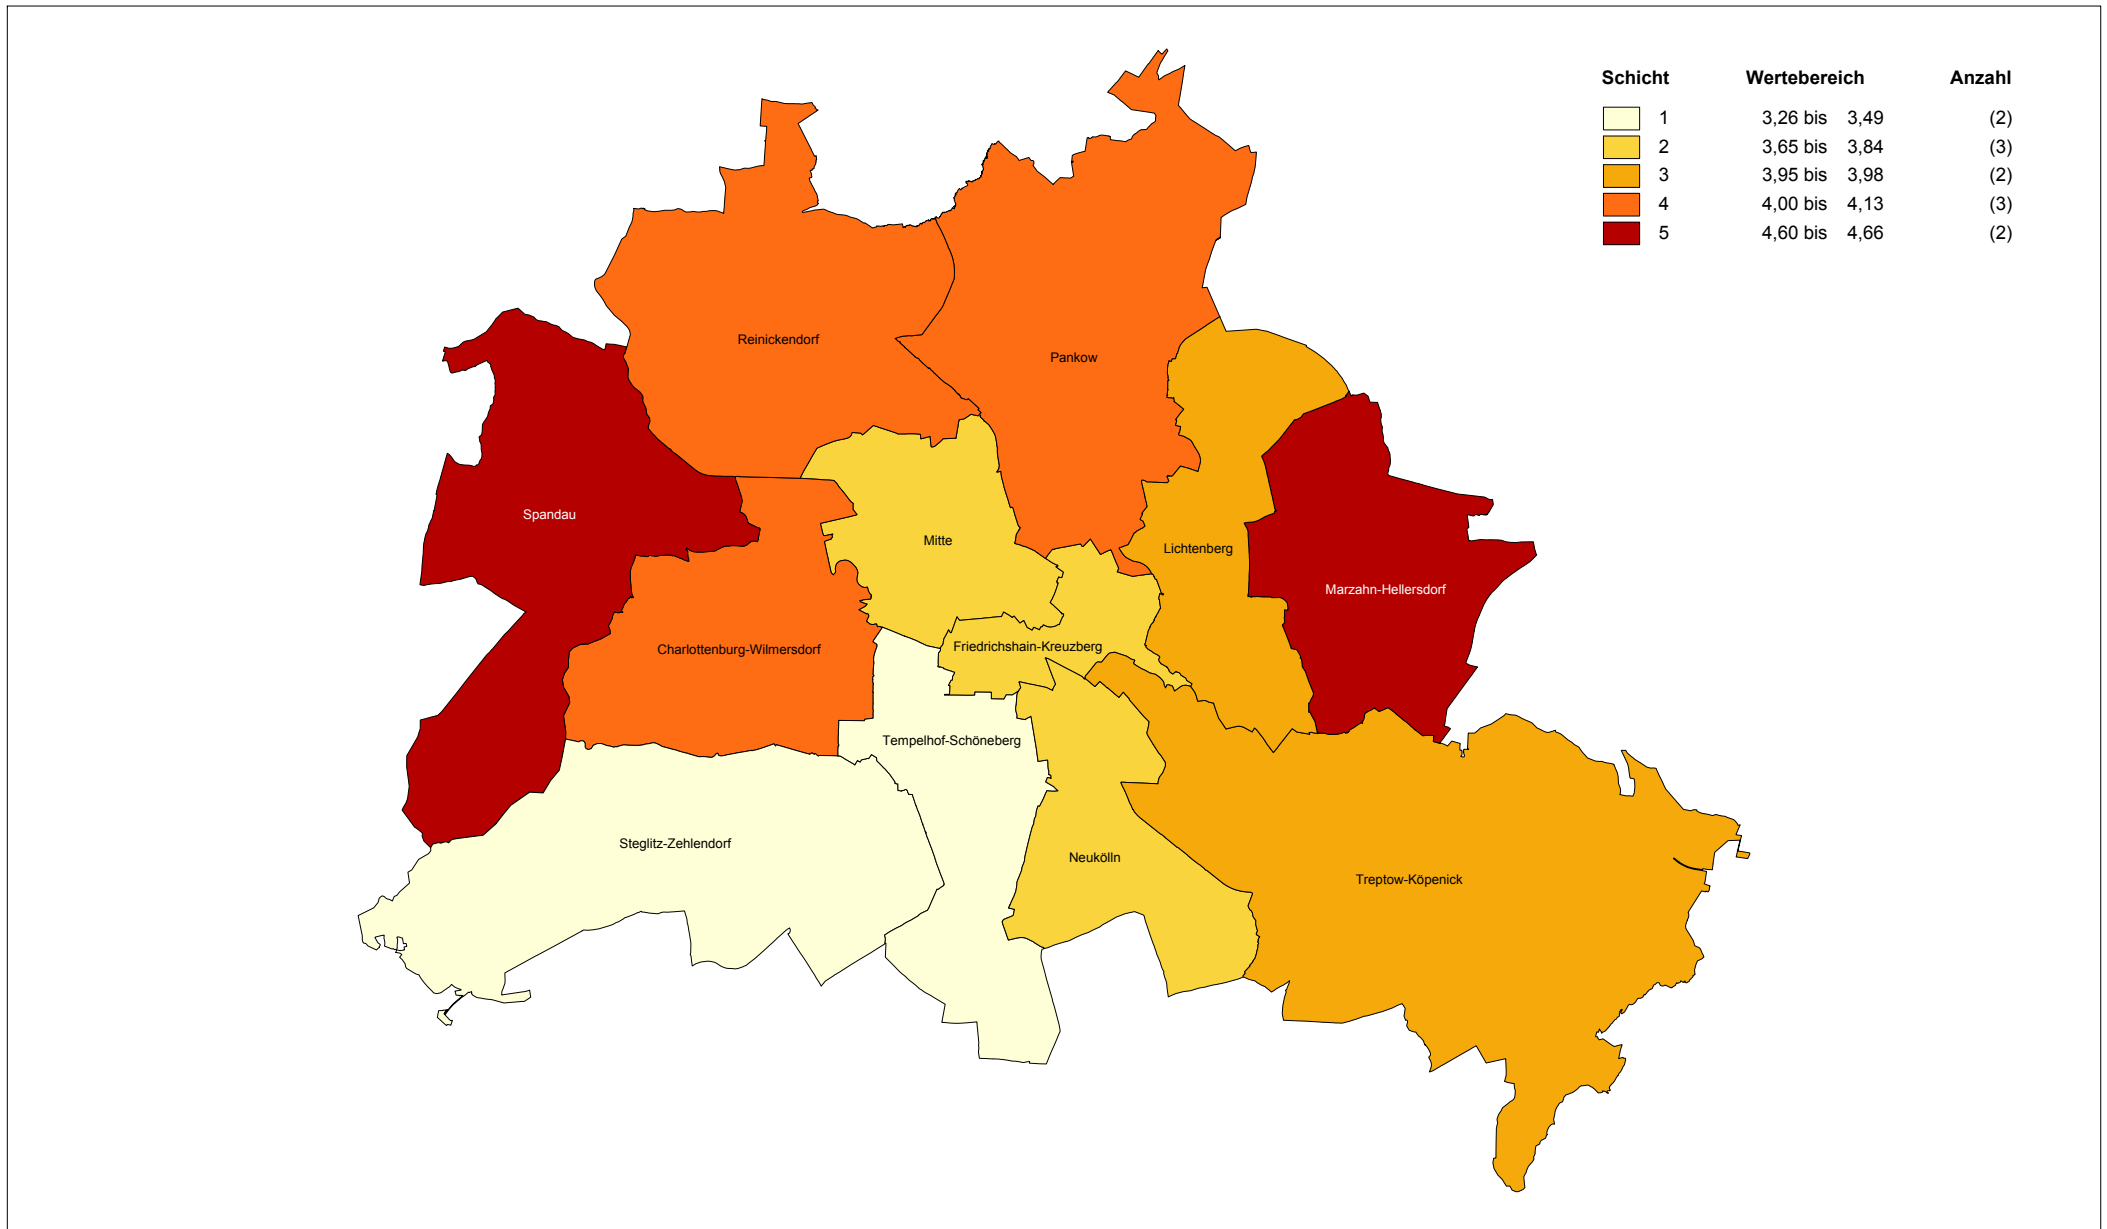 Schicht Wertebereich Anzahl
1 3,26 bis 3,49 (2)
2 3,65 bis 3,84 (3)
3 3,95 bis 3,98 (2)
4 4,00 bis 4,13 (3)
5 4,60 bis 4,66 (2)
Reinickendorf
Pankow
Spandau
Mitte
Lichtenberg
Marzahn-Hellersdorf
Charlottenburg-Wilmersdorf
Friedrichshain-Kreuzberg
Tempelhof-Schöneberg
Steglitz-Zehlendorf
Neukölln
Treptow-Köpenick